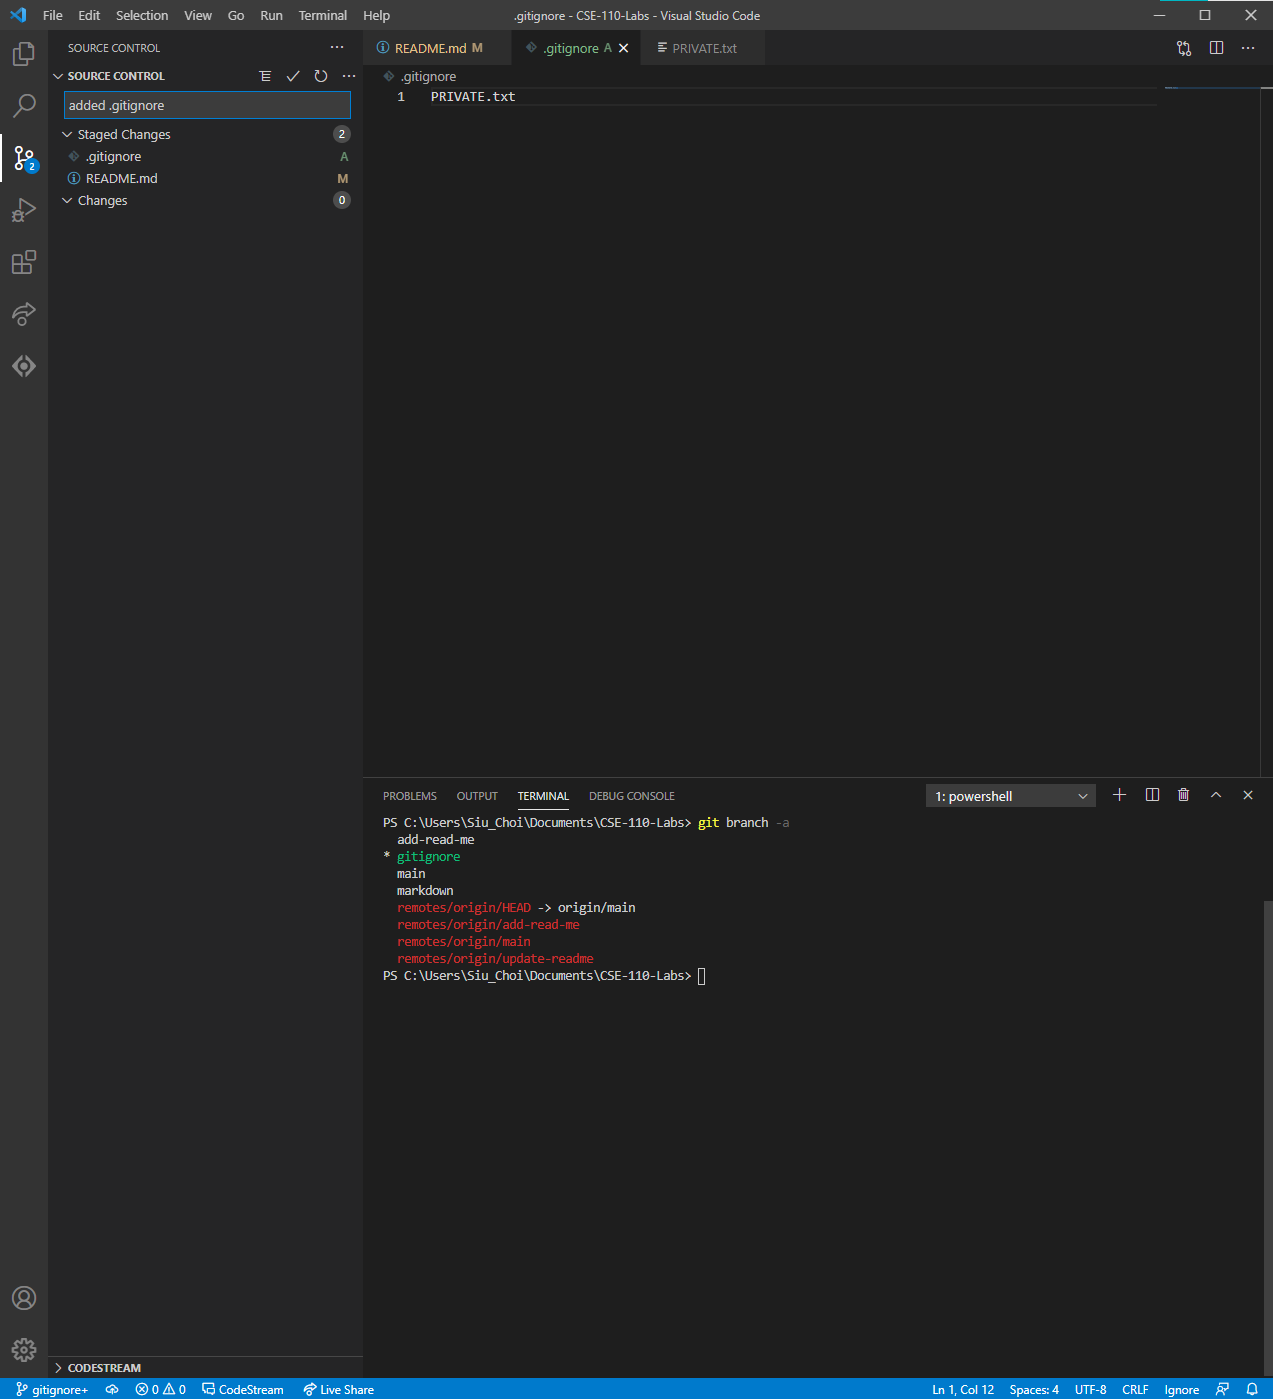 File Edit Selection View Go Run Terminal Help .gitignore - CSE-110-Labs - Visual Studio Code
SOURCE CONTROL
SOURCE CONTROL
added .gitignore
Staged Changes 2
.gitignore A
README.md M
Changes 0
2
CODESTREAM
README.md M .gitignore A PRIVATE.txt
.gitignore
1 PRIVATE.txt
PROBLEMS OUTPUT TERMINAL DEBUG CONSOLE 1: powershell
PS C:\Users\Siu_Choi\Documents\CSE-110-Labs> git branch -a
add-read-me
* gitignore
main
markdown
remotes/origin/HEAD -> origin/main
remotes/origin/add-read-me
remotes/origin/main
remotes/origin/update-readme
PS C:\Users\Siu_Choi\Documents\CSE-110-Labs>
gitignore+ 0 0 CodeStream Live Share Ln 1, Col 12 Spaces: 4 UTF-8 CRLF Ignore